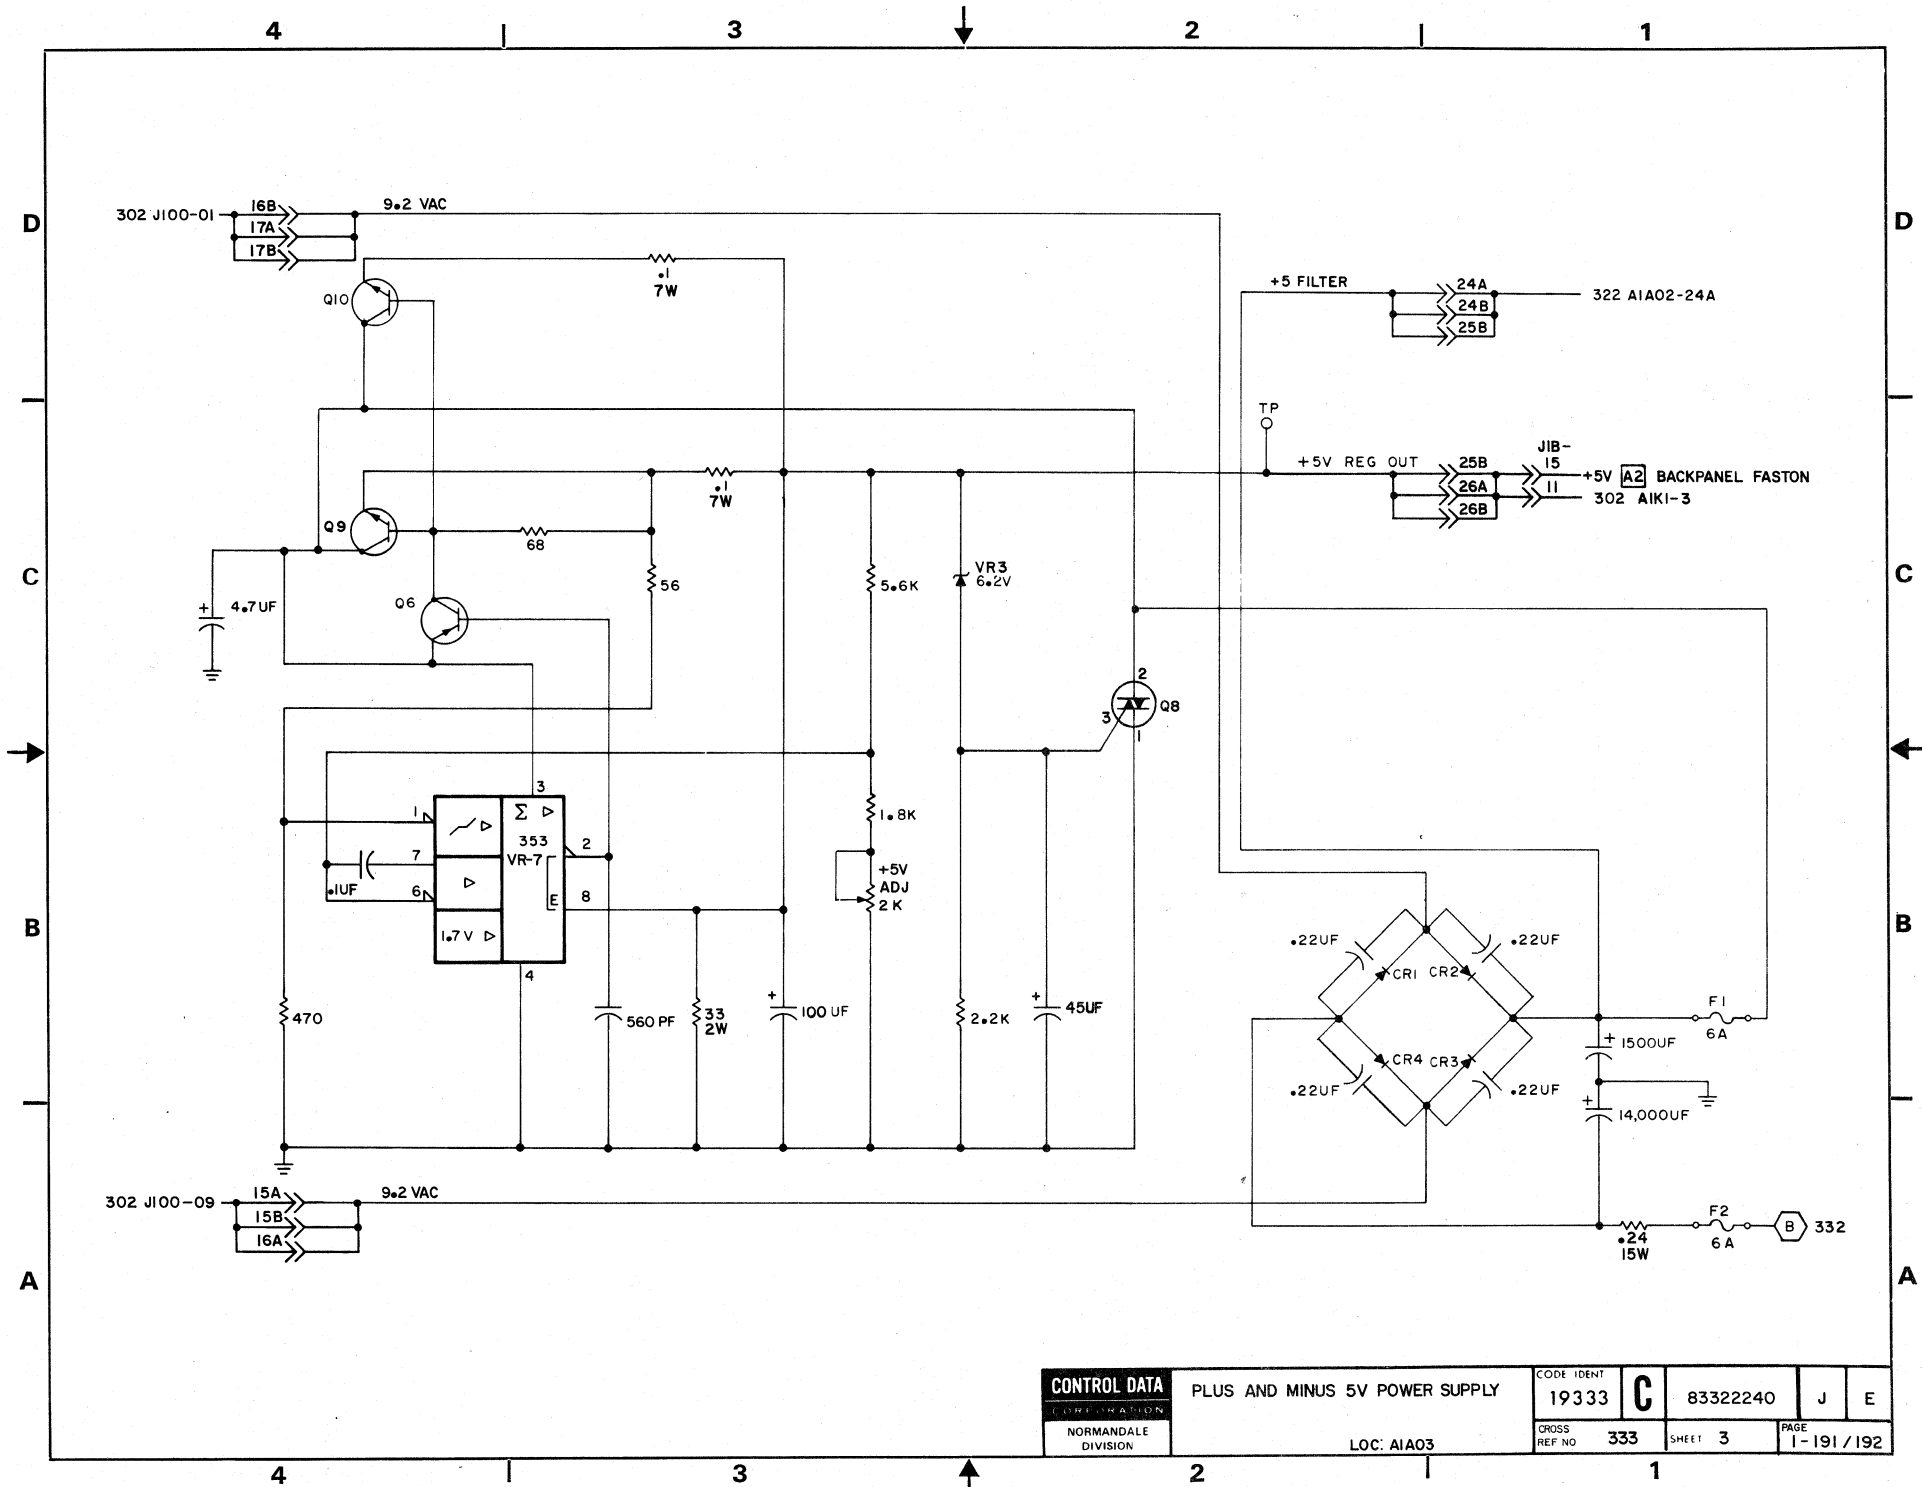 4 3 2 1
D D
302 J100-01
16B
17A
17B
9.2 VAC
.1
7W
Q10
+5 FILTER
24A
24B
25B
322 A1A02-24A
TP
+5V REG OUT
25B
26A
26B
J1B-
15
11
+5V A2 BACKPANEL FASTON
302 A1K1-3
.1
7W
Q9
68
C C
+ 4.7UF
Q6
56
5.6K
VR3
6.2V
2
3
1
Q8
3
1
7
6
Σ
353
VR-7
2
E
8
.1UF
1.7V
4
1.8K
+5V
ADJ
2K
B B
470
560 PF
33
2W
+
100 UF
2.2K
+
45UF
.22UF
.22UF
CR1 CR2
CR4 CR3
.22UF
.22UF
F1
6A
+
1500UF
+
14,000UF
302 J100-09
15A
15B
16A
9.2 VAC
.24
15W
F2
6A
B 332
A A
CONTROL DATA
CORPORATION
NORMANDALE
DIVISION
PLUS AND MINUS 5V POWER SUPPLY
LOC: A1A03
CODE IDENT
19333
C
83322240
J
E
CROSS
REF NO 333
SHEET 3
PAGE
1-191/192
4 3 2 1